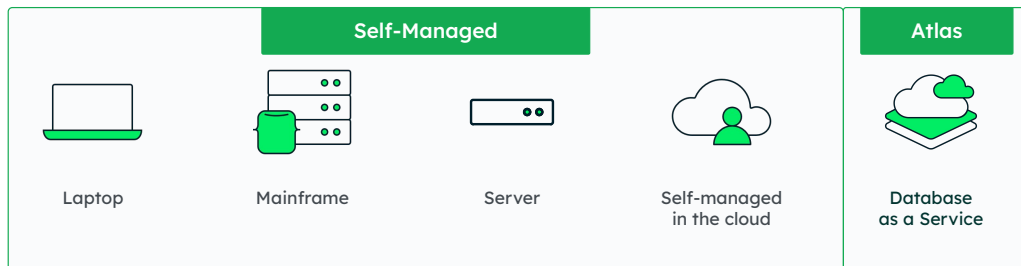 Self-Managed
Atlas
Laptop
Mainframe
Server
Self-managed
in the cloud
Database
as a Service